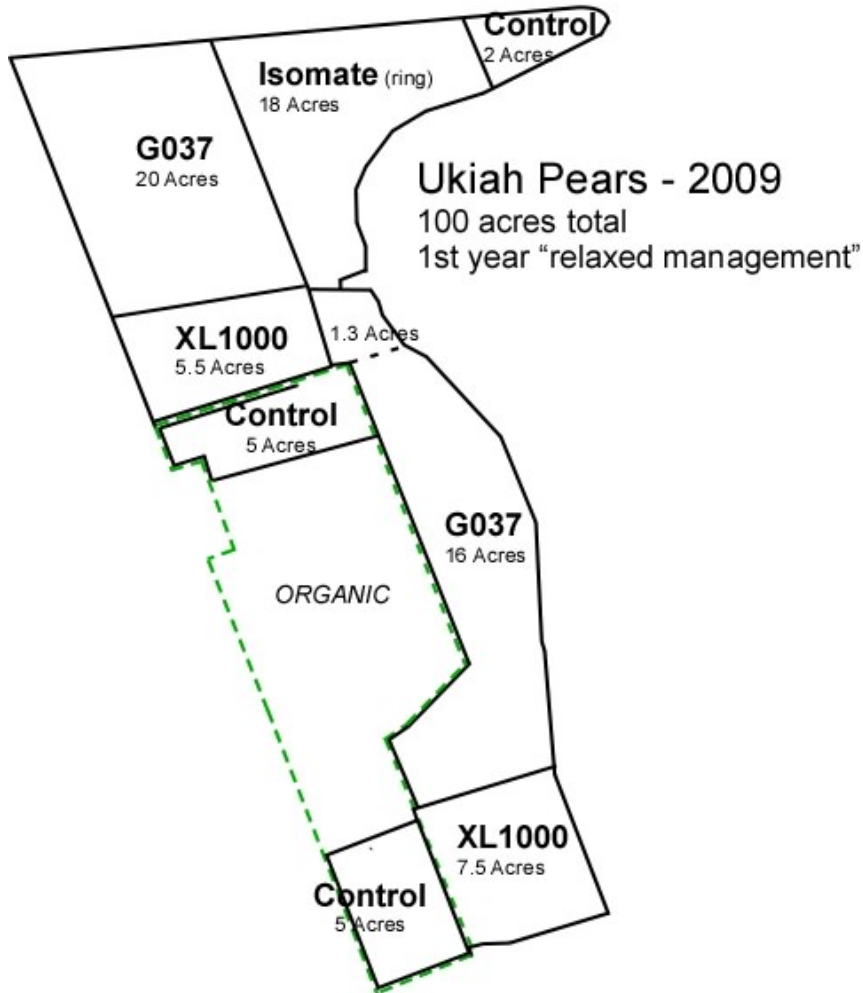 Control
2 Acres
Isomate (ring)
18 Acres
G037
20 Acres
Ukiah Pears - 2009
100 acres total
1st year “relaxed management”
XL1000
5.5 Acres
1.3 Acres
Control
5 Acres
G037
16 Acres
ORGANIC
XL1000
7.5 Acres
Control
5 Acres